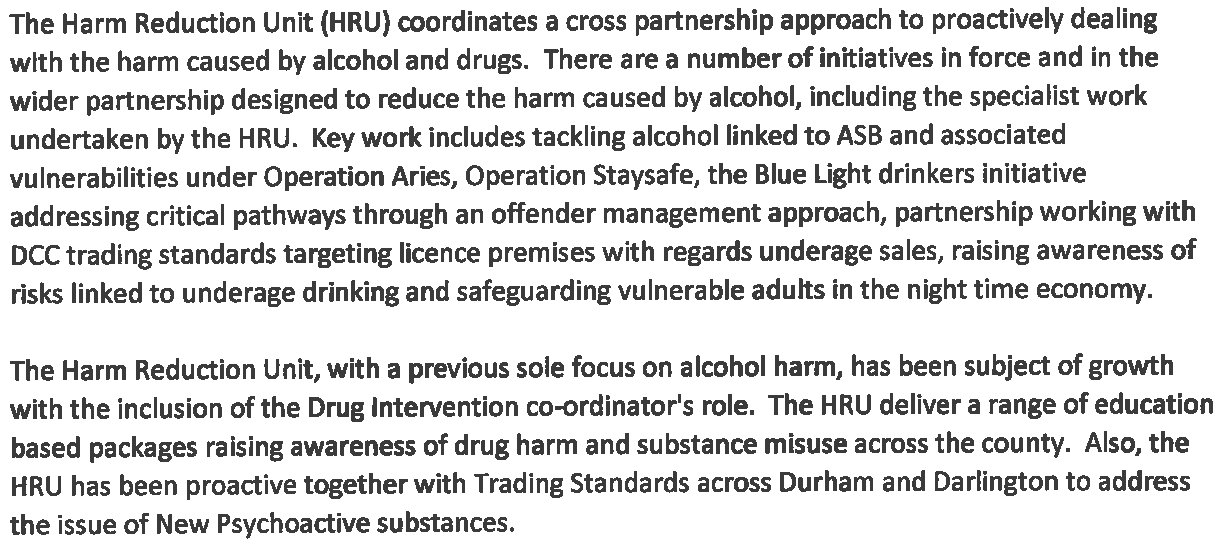 The Harm Reduction Unit (HRU) coordinates a cross partnership approach to proactively dealing
with the harm caused by alcohol and drugs.  There are a number of initiatives in force and in the
wider partnership designed to reduce the harm caused by alcohol, including the specialist work
undertaken by the HRU.  Key work includes tackling alcohol linked to ASB and associated
vulnerabilities under Operation Aries, Operation Staysafe, the Blue Light drinkers initiative
addressing critical pathways through an offender management approach, partnership working with
DCC trading standards targeting licence premises with regards underage sales, raising awareness of
risks linked to underage drinking and safeguarding vulnerable adults in the night time economy.

The Harm Reduction Unit, with a previous sole focus on alcohol harm, has been subject of growth
with the inclusion of the Drug Intervention co-ordinator's role.  The HRU deliver a range of education
based packages raising awareness of drug harm and substance misuse across the county.  Also, the
HRU has been proactive together with Trading Standards across Durham and Darlington to address
the issue of New Psychoactive substances.